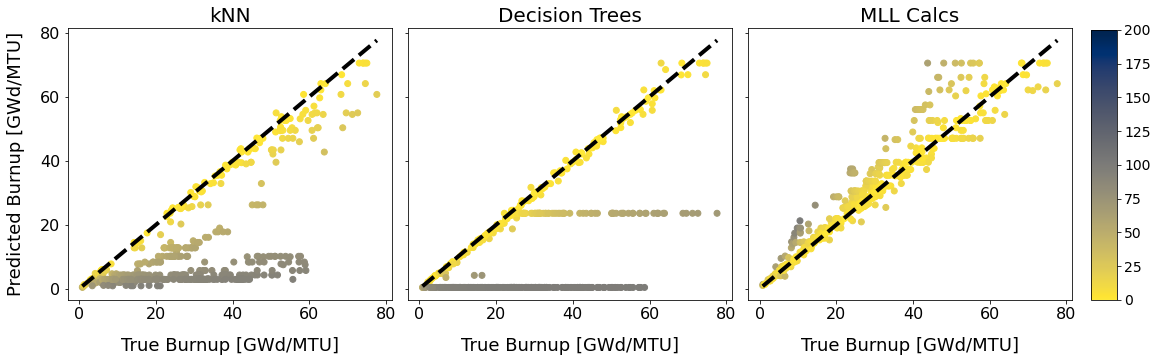 kNN
Decision Trees
MLL Calcs
Predicted Burnup [GWd/MTU]
80
60
40
20
0
0 20 40 60 80
0 20 40 60 80
0 20 40 60 80
True Burnup [GWd/MTU]
True Burnup [GWd/MTU]
True Burnup [GWd/MTU]
200
175
150
125
100
75
50
25
0